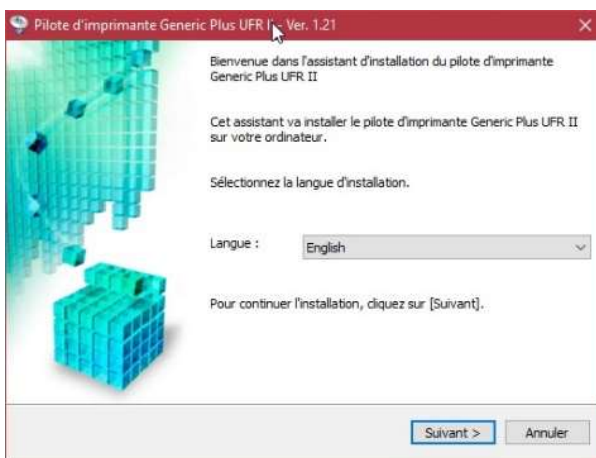 Pilote d'imprimante Generic Plus UFR II - Ver. 1.21
Bienvenue dans l'assistant d'installation du pilote d'imprimante
Generic Plus UFR II
Cet assistant va installer le pilote d'imprimante Generic Plus UFR II
sur votre ordinateur.
Sélectionnez la langue d'installation.
Langue :
English
Pour continuer l'installation, cliquez sur [Suivant].
Suivant >
Annuler